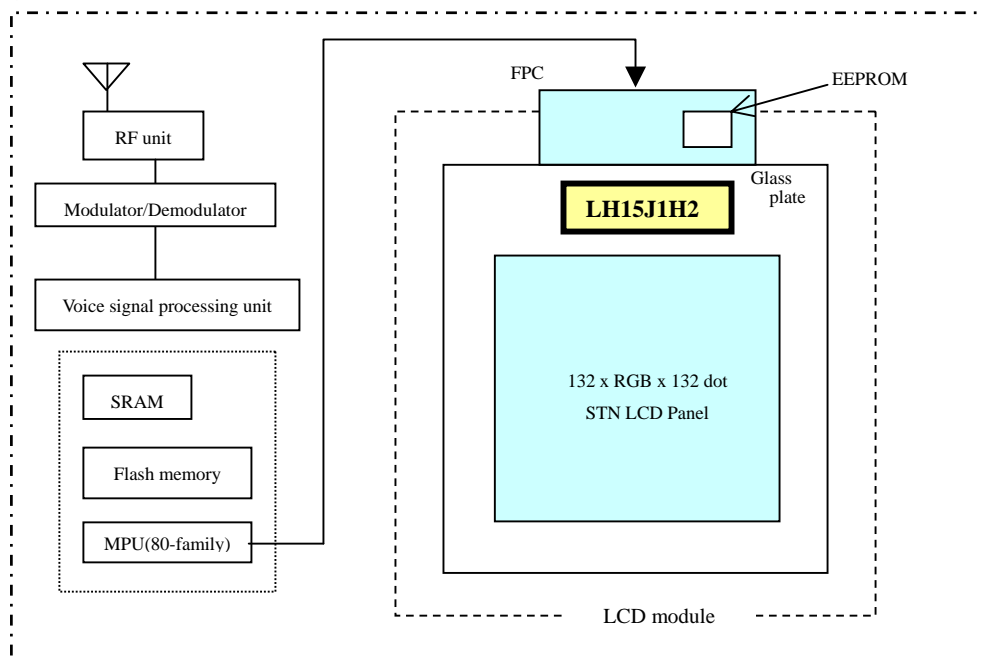 FPC
EEPROM
RF unit
Glass
plate
Modulator/Demodulator
LH15J1H2
Voice signal processing unit
132 x RGB x 132 dot
STN LCD Panel
SRAM
Flash memory
MPU(80-family)
LCD module